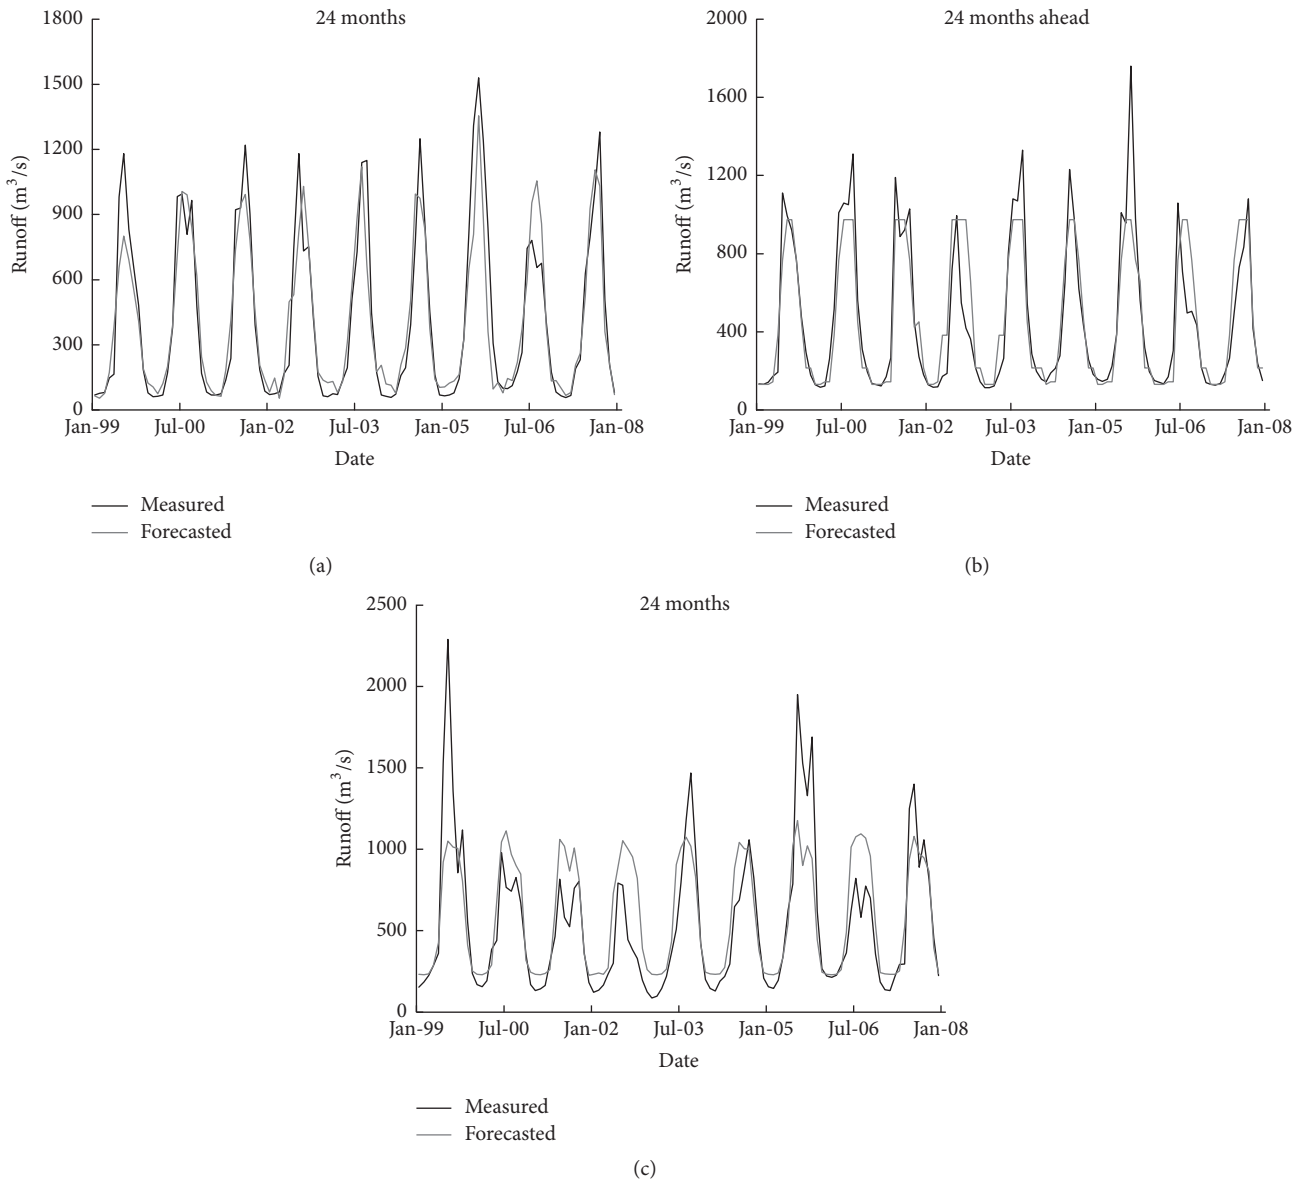 24 months
1800
1500
1200
900
600
300
0
Runoff (m³/s)
Jan-99 Jul-00 Jan-02 Jul-03 Jan-05 Jul-06 Jan-08
Date
Measured
Forecasted
(a)
24 months ahead
2000
1600
1200
800
400
0
Runoff (m³/s)
Jan-99 Jul-00 Jan-02 Jul-03 Jan-05 Jul-06 Jan-08
Date
Measured
Forecasted
(b)
24 months
2500
2000
1500
1000
500
0
Runoff (m³/s)
Jan-99 Jul-00 Jan-02 Jul-03 Jan-05 Jul-06 Jan-08
Date
Measured
Forecasted
(c)